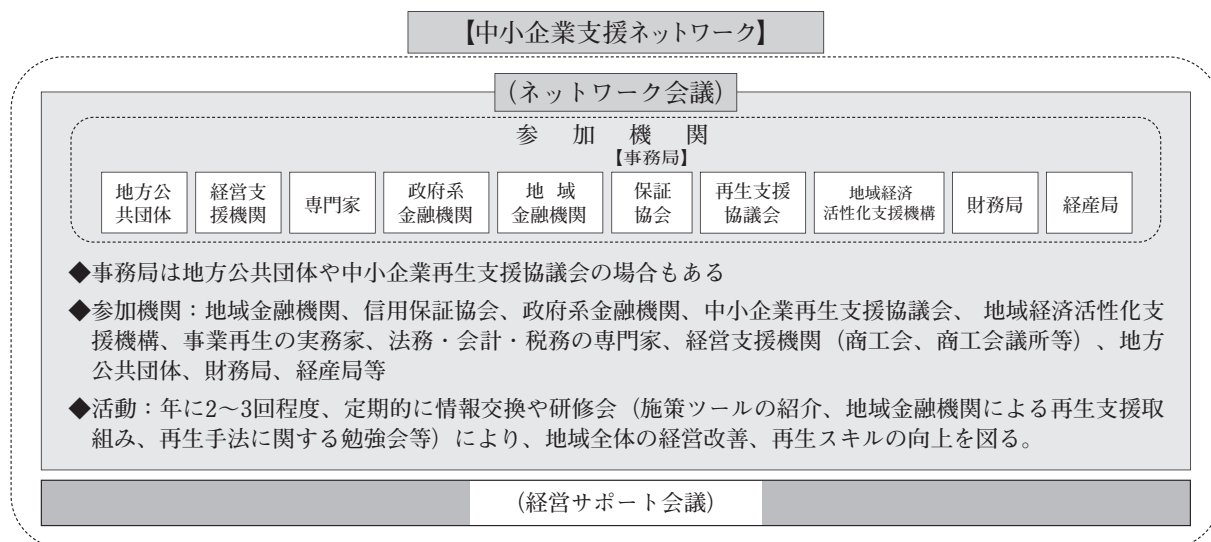 【中小企業支援ネットワーク】
(ネットワーク会議)
参加機関
【事務局】
地方公
共団体
経営支
援機関
専門家
政府系
金融機関
地域
金融機関
保証
協会
再生支援
協議会
地域経済
活性化支援機構
財務局
経産局
◆事務局は地方公共団体や中小企業再生支援協議会の場合もある
◆参加機関：地域金融機関、信用保証協会、政府系金融機関、中小企業再生支援協議会、 地域経済活性化支
援機構、事業再生の実務家、法務・会計・税務の専門家、経営支援機関（商工会、商工会議所等）、地方
公共団体、財務局、経産局等
◆活動：年に2～3回程度、定期的に情報交換や研修会（施策ツールの紹介、地域金融機関による再生支援取
組み、再生手法に関する勉強会等）により、地域全体の経営改善、再生スキルの向上を図る。
(経営サポート会議)